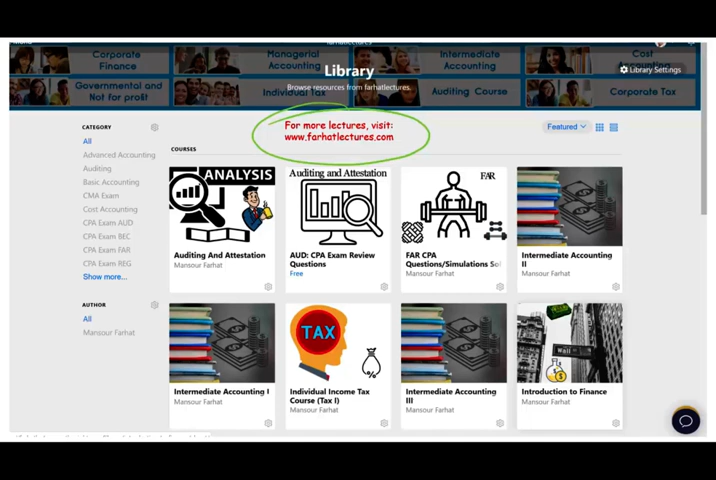 farhatlectures
Corporate
Finance
Managerial
Accounting
Intermediate
Accounting
Cost
Accounting
Library
Library Settings
Browse resources from farhatlectures.
Governmental and
Not for profit
Individual Tax
Auditing Course
Corporate Tax
For more lectures, visit:
www.farhatlectures.com
Featured
CATEGORY
All
Advanced Accounting
Auditing
Basic Accounting
CMA Exam
Cost Accounting
CPA Exam AUD
CPA Exam BEC
CPA Exam FAR
CPA Exam REG
Show more...
AUTHOR
All
Mansour Farhat
COURSES
ANALYSIS
Auditing And Attestation
Mansour Farhat
Auditing and Attestation
AUD: CPA Exam Review
Questions
Free
FAR
FAR CPA
Questions/Simulations Sol
Mansour Farhat
Intermediate Accounting
II
Mansour Farhat
Intermediate Accounting I
Mansour Farhat
TAX
%
Individual Income Tax
Course (Tax I)
Mansour Farhat
Intermediate Accounting
III
Mansour Farhat
Wall
Introduction to Finance
Mansour Farhat